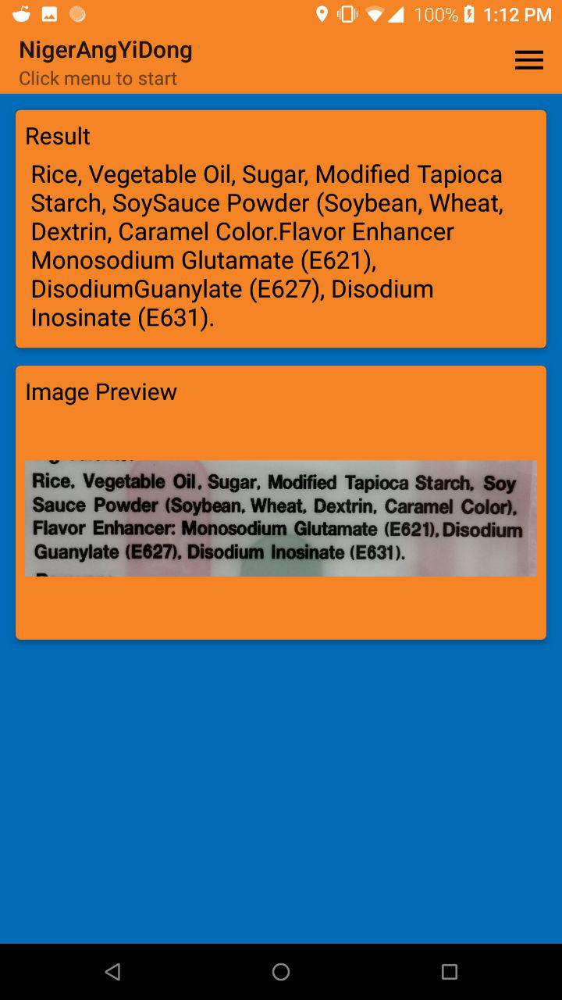 100% 1:12 PM
NigerAngYiDong
Click menu to start
Result
Rice, Vegetable Oil, Sugar, Modified Tapioca
Starch, SoySauce Powder (Soybean, Wheat,
Dextrin, Caramel Color.Flavor Enhancer
Monosodium Glutamate (E621),
DisodiumGuanylate (E627), Disodium
Inosinate (E631).
Image Preview
Rice, Vegetable Oil, Sugar, Modified Tapioca Starch, Soy
Sauce Powder (Soybean, Wheat, Dextrin, Caramel Color),
Flavor Enhancer: Monosodium Glutamate (E621), Disodium
Guanylate (E627), Disodium Inosinate (E631).